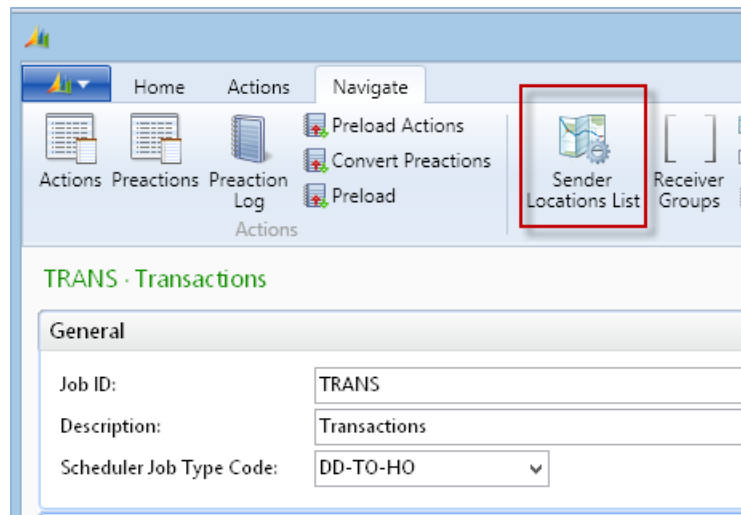 Home Actions Navigate
Preload Actions
Convert Preactions
Preload
Actions Preactions Preaction Log
Sender Locations List
Receiver Groups
Actions
TRANS · Transactions
General
Job ID: TRANS
Description: Transactions
Scheduler Job Type Code: DD-TO-HO